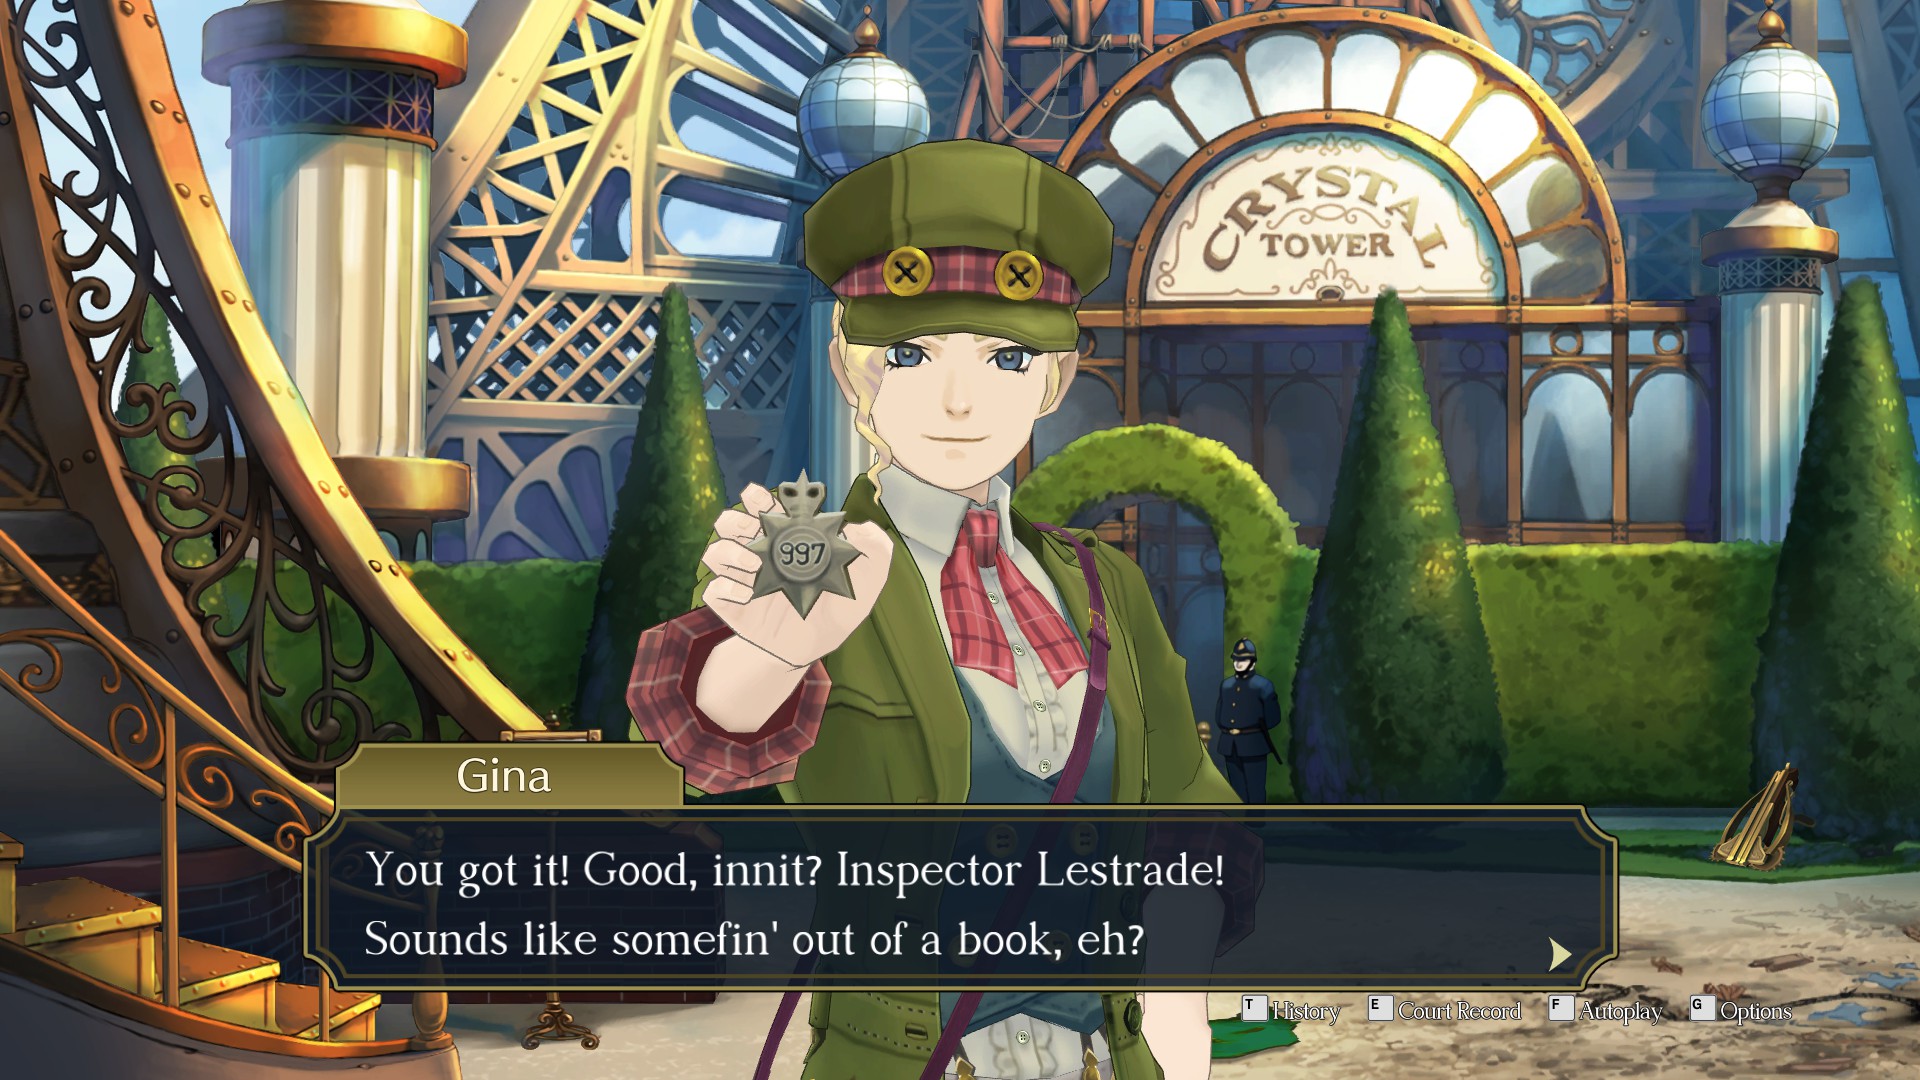 CRYSTAL
TOWER
997
Gina
You got it! Good, innit? Inspector Lestrade!
Sounds like somefin' out of a book, eh?
T History E Court Record F Autoplay G Options